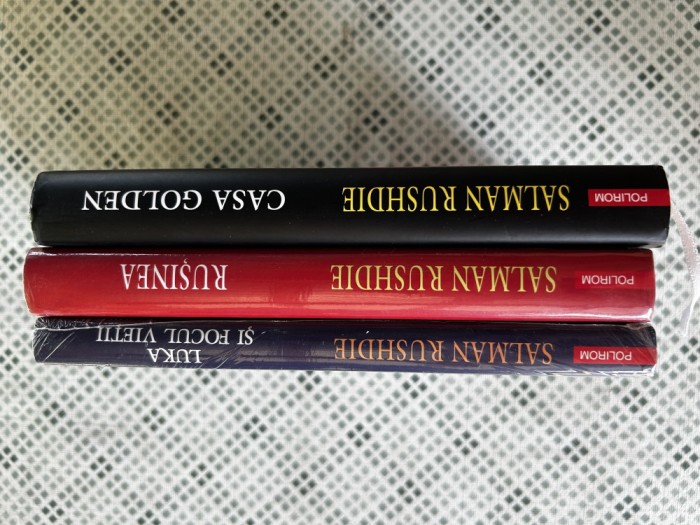 POLIROM
SALMAN RUSHDIE
LUKA
ȘI FOCUL VIEȚII
POLIROM
SALMAN RUSHDIE
RUȘINEA
POLIROM
SALMAN RUSHDIE
CASA GOLDEN